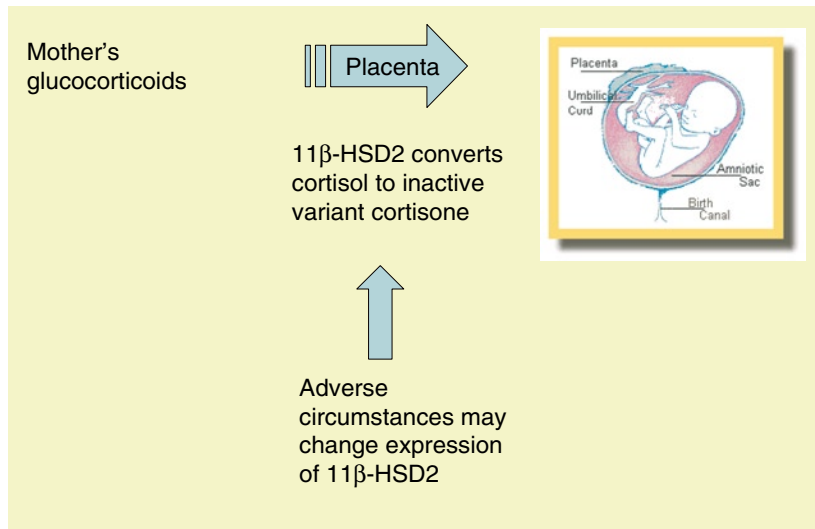 Mother's
glucocorticoids
Placenta
11β-HSD2 converts
cortisol to inactive
variant cortisone
Adverse
circumstances may
change expression
of 11β-HSD2
Placenta
Umbilical
Curd
Amniotic
Sac
Birth
Canal